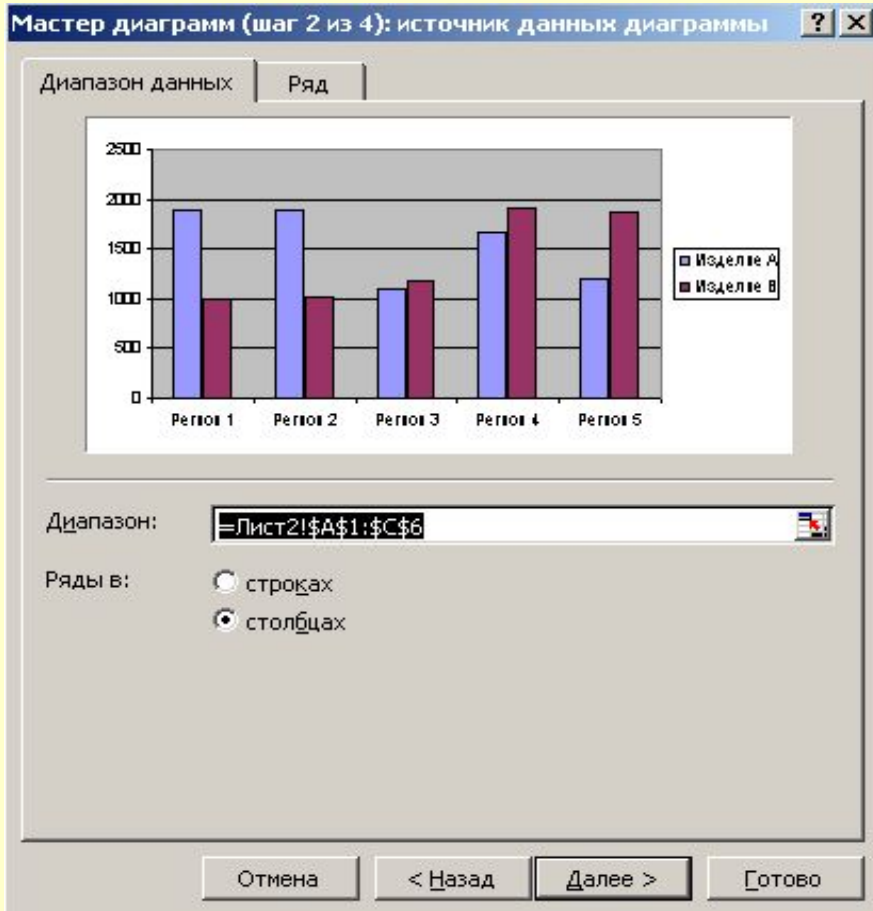 Мастер диаграмм (шаг 2 из 4): источник данных диаграммы
Диапазон данных
Ряд
2500
2000
1500
1000
500
0
Изделие A
Изделие B
Регион 1 Регион 2 Регион 3 Регион 4 Регион 5
Диапазон: =Лист2!$A$1:$C$6
Ряды в: строках
столбцах
Отмена < Назад Далее > Готово